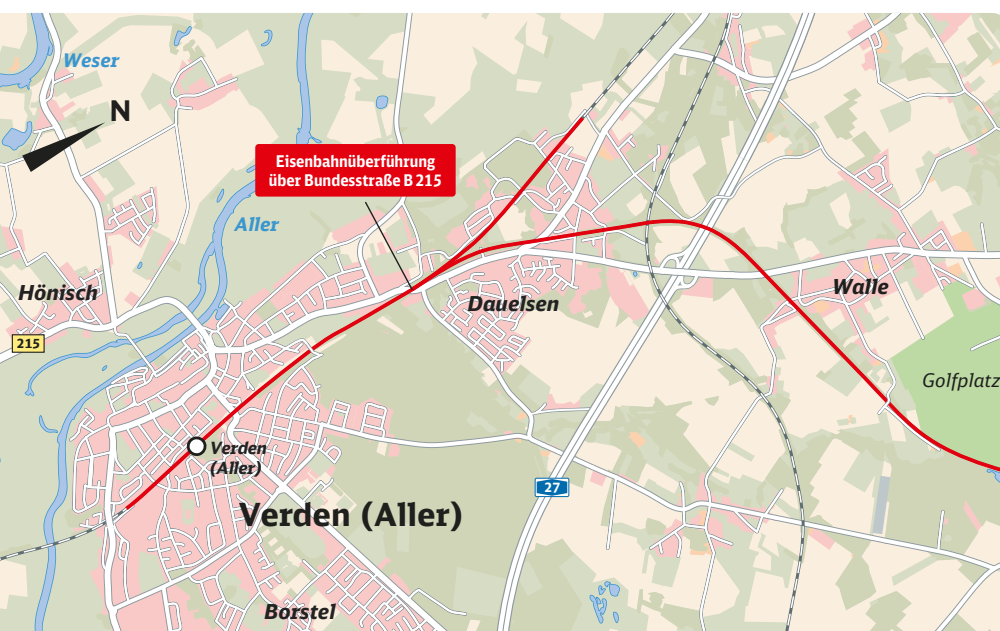 Weser
N
Eisenbahnüberführung
über Bundesstraße B 215
Aller
Hönisch
Dauelsen
Walle
215
Golfplatz
Verden
(Aller)
27
Verden (Aller)
Borstel